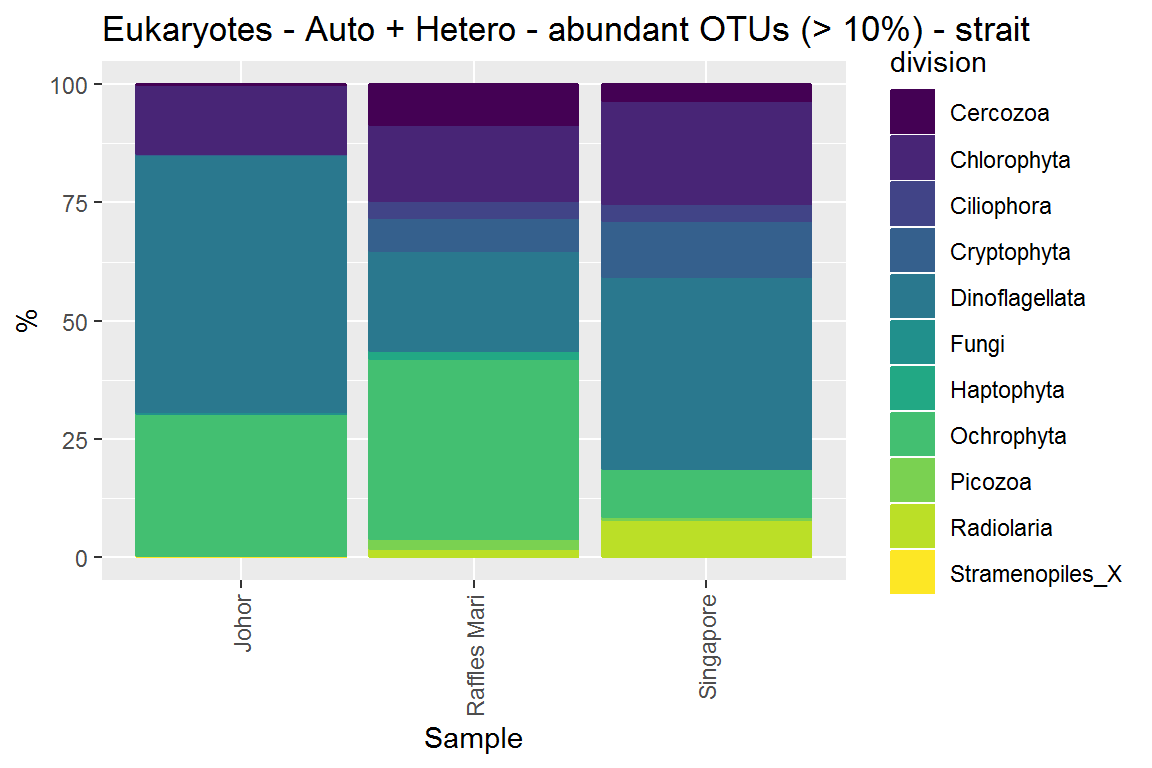 Eukaryotes - Auto + Hetero - abundant OTUs (> 10%) - strait
division
Cercozoa
Chlorophyta
Ciliophora
Cryptophyta
Dinoflagellata
Fungi
Haptophyta
Ochrophyta
Picozoa
Radiolaria
Stramenopiles_X
%
100
75
50
25
0
Johor
Raffles Mari
Singapore
Sample